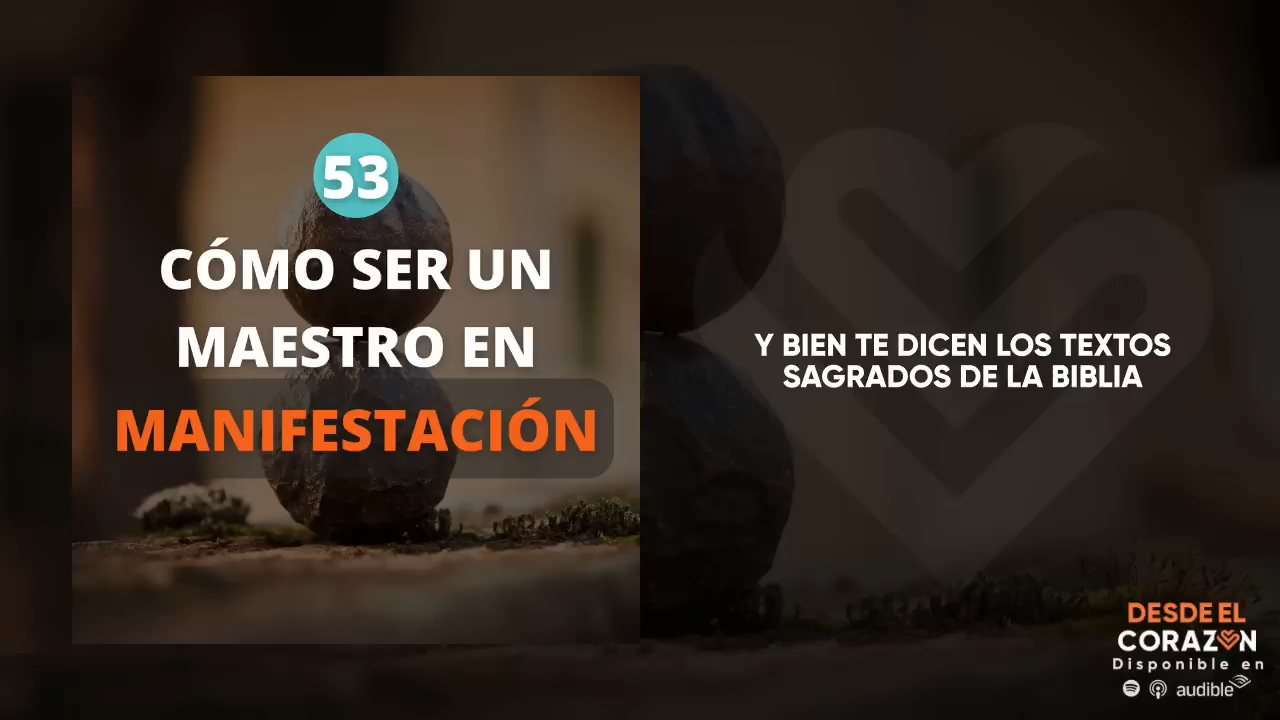 53
CÓMO SER UN
MAESTRO EN
MANIFESTACIÓN
Y BIEN TE DICEN LOS TEXTOS
SAGRADOS DE LA BIBLIA
DESDE EL
CORAZÓN
Disponible en
audible